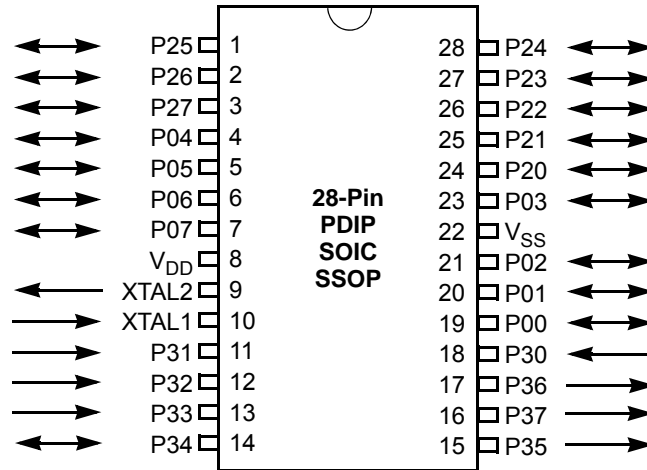 P25 1 28 P24
P26 2 27 P23
P27 3 26 P22
P04 4 25 P21
P05 5 24 P20
P06 6 23 P03
P07 7 22 VSS
VDD 8 21 P02
XTAL2 9 20 P01
XTAL1 10 19 P00
P31 11 18 P30
P32 12 17 P36
P33 13 16 P37
P34 14 15 P35
28-Pin
PDIP
SOIC
SSOP